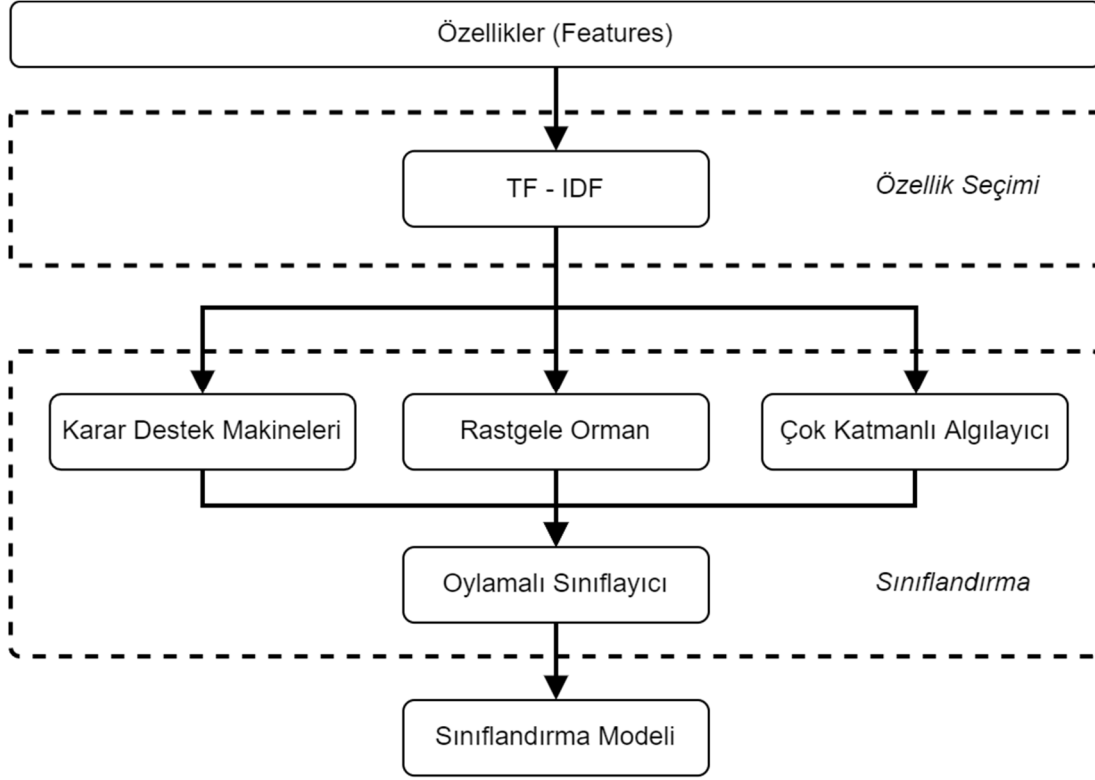 Özellikler (Features)
TF - IDF
Özellik Seçimi
Karar Destek Makineleri
Rastgele Orman
Çok Katmanlı Algılayıcı
Oylamalı Sınıflayıcı
Sınıflandırma
Sınıflandırma Modeli